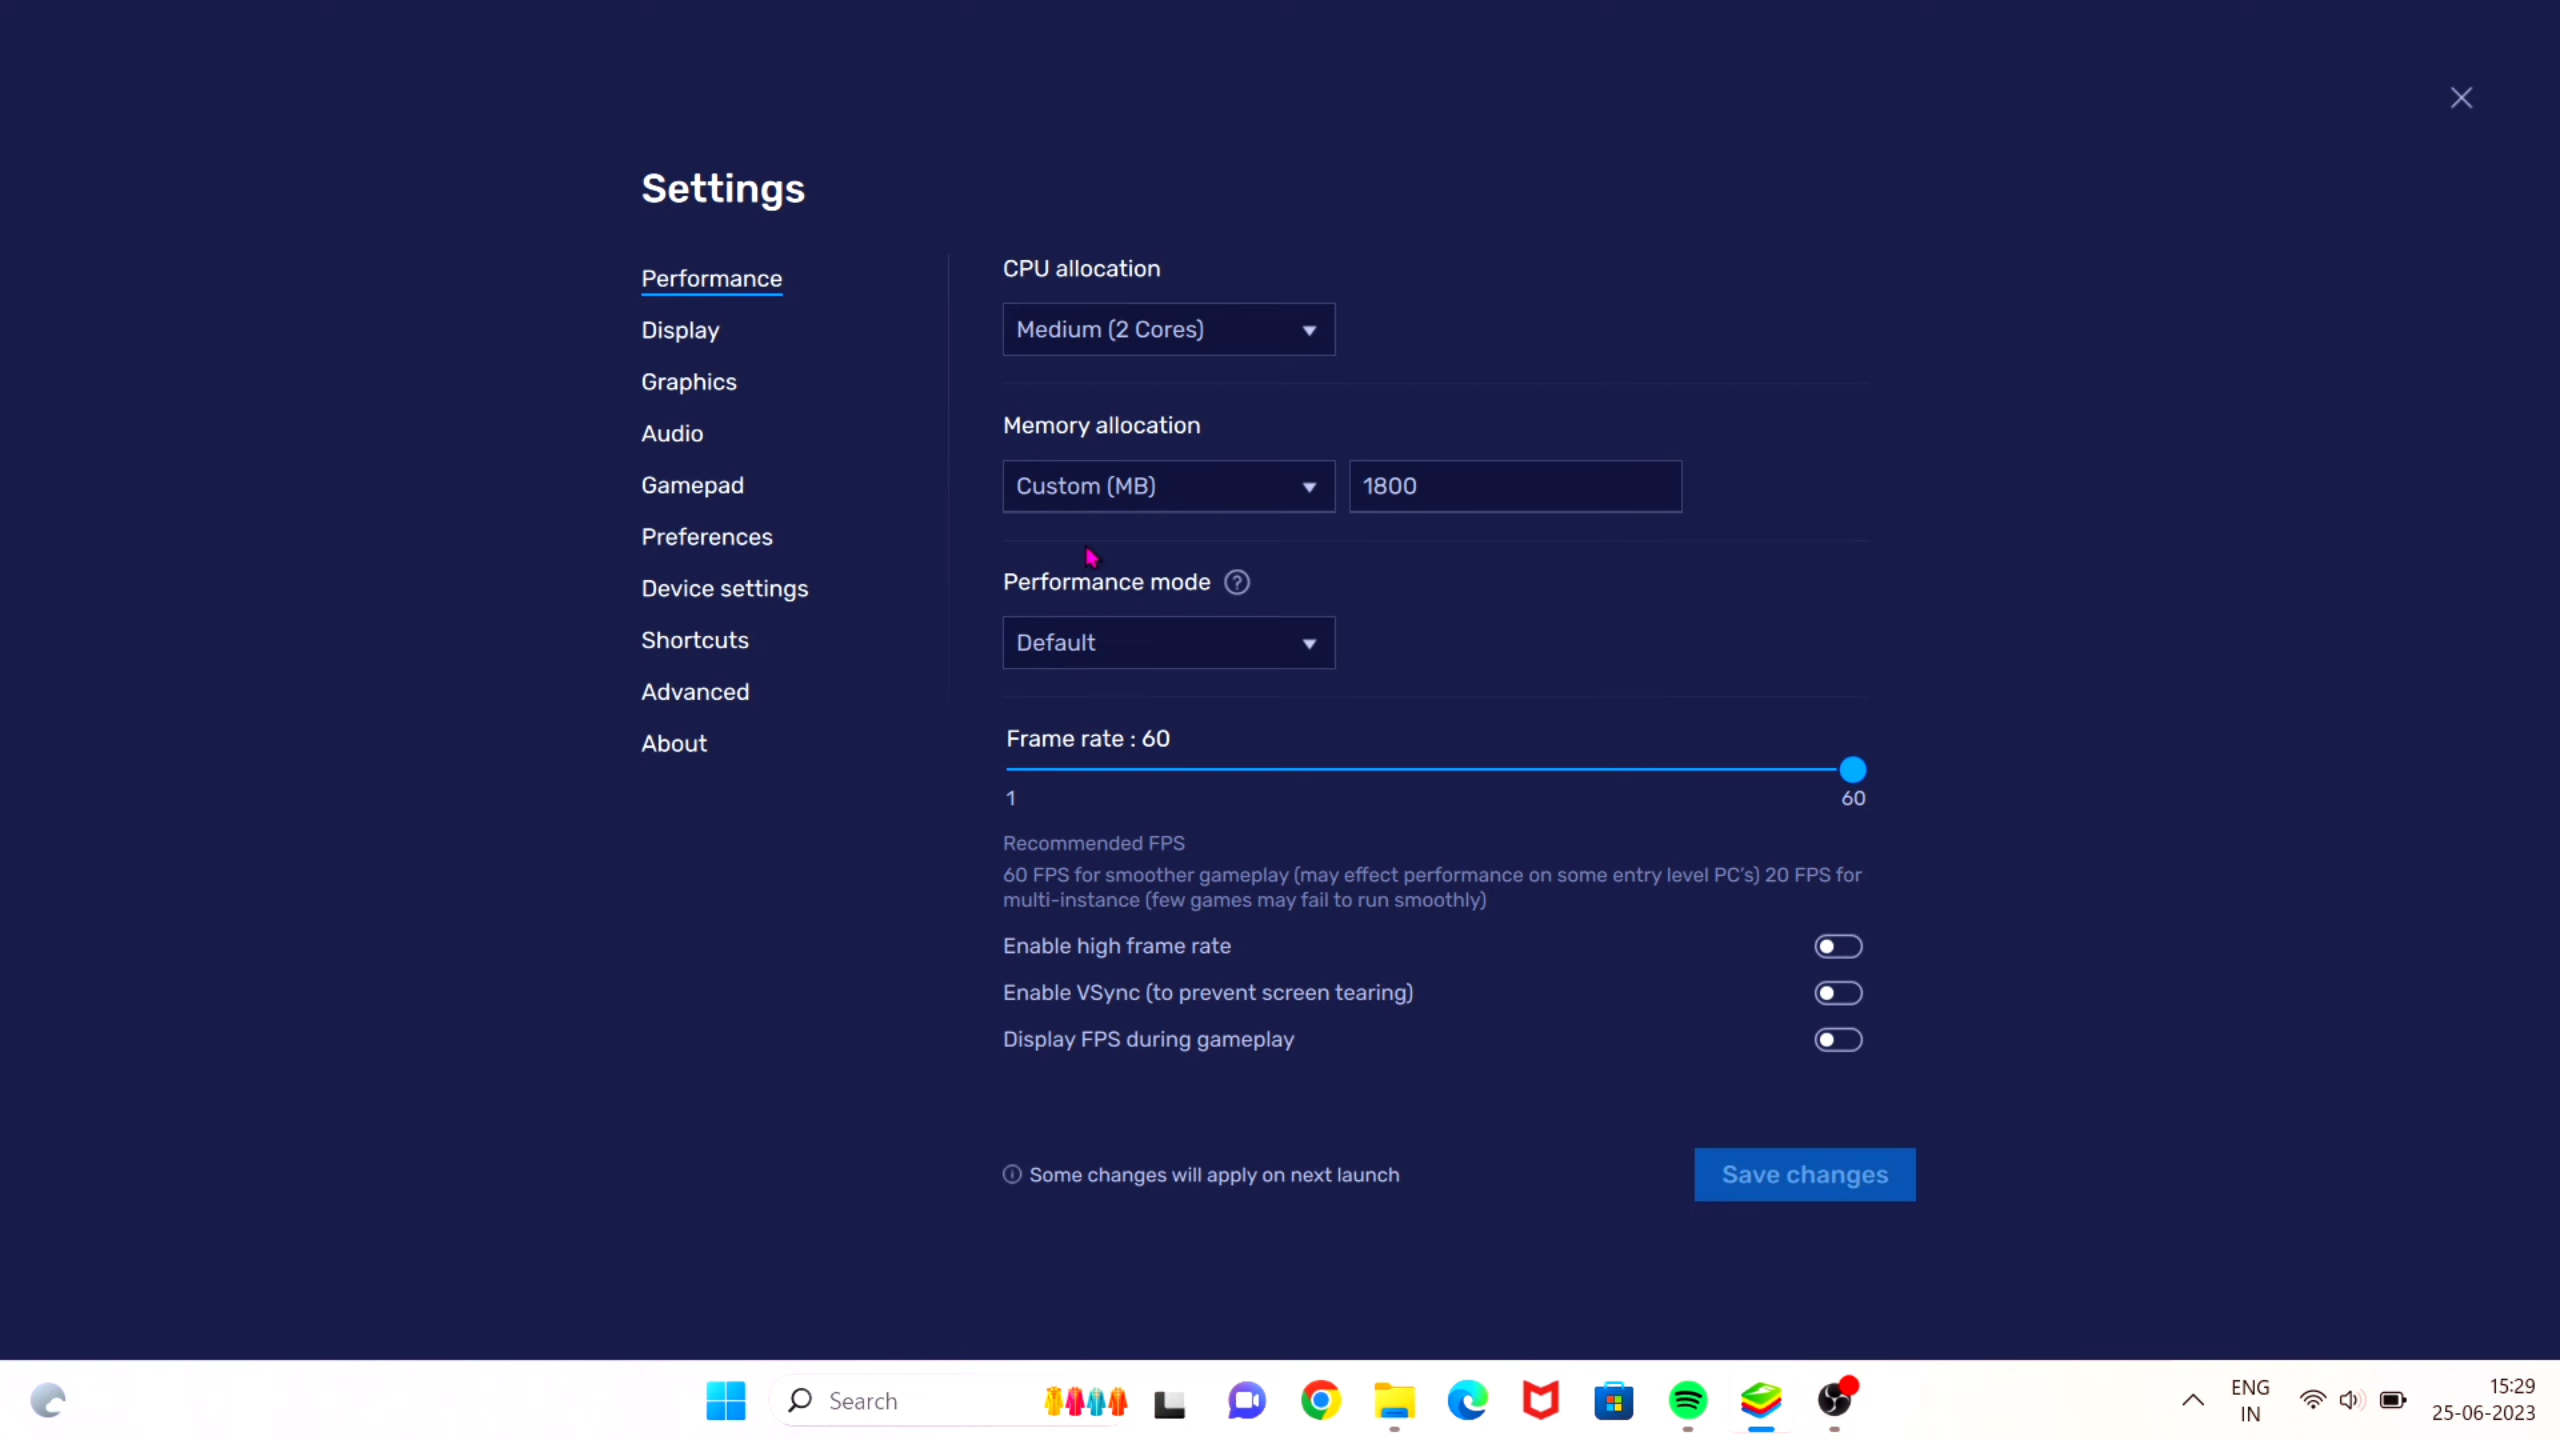 Settings
Performance
Display
Graphics
Audio
Gamepad
Preferences
Device settings
Shortcuts
Advanced
About
CPU allocation
Medium (2 Cores)
Memory allocation
Custom (MB)
1800
Performance mode
Default
Frame rate : 60
1
60
Recommended FPS
60 FPS for smoother gameplay (may effect performance on some entry level PC's) 20 FPS for
multi-instance (few games may fail to run smoothly)
Enable high frame rate
Enable VSync (to prevent screen tearing)
Display FPS during gameplay
Some changes will apply on next launch
Save changes
Search
ENG
IN
15:29
25-06-2023